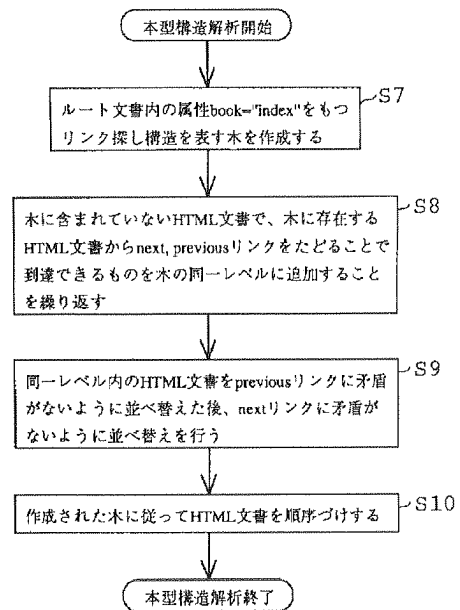 本型構造解析開始
S7
ルート文書内の属性book="index"をもつ
リンク探し構造を表す木を作成する
S8
木に含まれていないHTML文書で、木に存在する
HTML文書からnext, previousリンクをたどることで
到達できるものを木の同一レベルに追加すること
を繰り返す
S9
同一レベル内のHTML文書をpreviousリンクに矛盾
がないように並べ替えた後、nextリンクに矛盾が
ないように並べ替えを行う
S10
作成された木に従ってHTML文書を順序づけする
本型構造解析終了